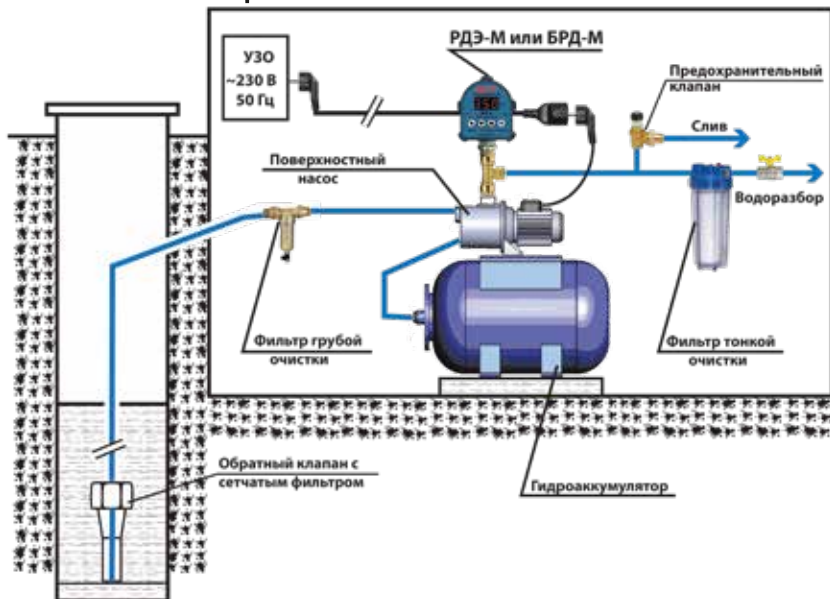 РДЭ-М или БРД-М
УЗО
~230 В
50 Гц
Предохранительный
клапан
Слив
Поверхностный
насос
Водоразбор
Фильтр грубой
очистки
Фильтр тонкой
очистки
Обратный клапан с
сетчатым фильтром
Гидроаккумулятор